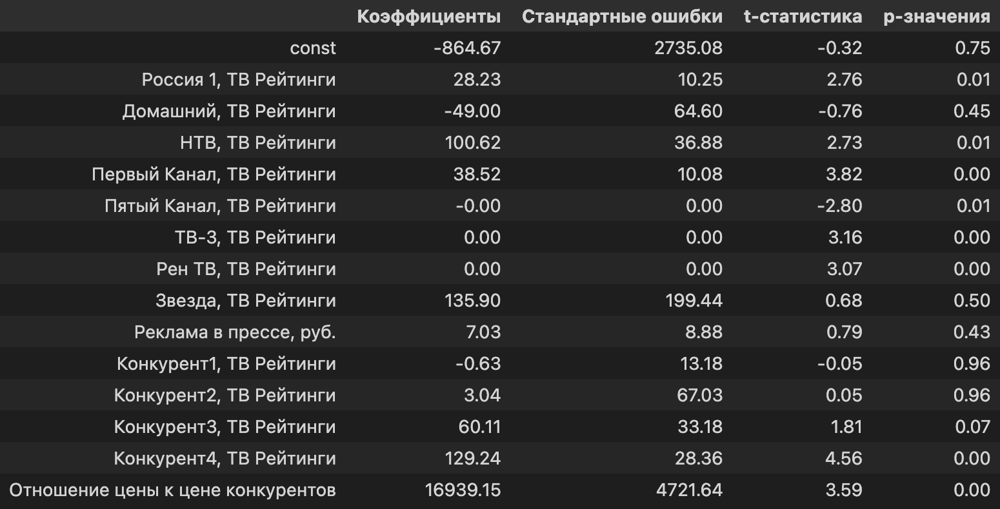 Коэффициенты Стандартные ошибки t-статистика p-значения
const -864.67 2735.08 -0.32 0.75
Россия 1, ТВ Рейтинги 28.23 10.25 2.76 0.01
Домашний, ТВ Рейтинги -49.00 64.60 -0.76 0.45
НТВ, ТВ Рейтинги 100.62 36.88 2.73 0.01
Первый Канал, ТВ Рейтинги 38.52 10.08 3.82 0.00
Пятый Канал, ТВ Рейтинги -0.00 0.00 -2.80 0.01
ТВ-3, ТВ Рейтинги 0.00 0.00 3.16 0.00
Рен ТВ, ТВ Рейтинги 0.00 0.00 3.07 0.00
Звезда, ТВ Рейтинги 135.90 199.44 0.68 0.50
Реклама в прессе, руб. 7.03 8.88 0.79 0.43
Конкурент1, ТВ Рейтинги -0.63 13.18 -0.05 0.96
Конкурент2, ТВ Рейтинги 3.04 67.03 0.05 0.96
Конкурент3, ТВ Рейтинги 60.11 33.18 1.81 0.07
Конкурент4, ТВ Рейтинги 129.24 28.36 4.56 0.00
Отношение цены к цене конкурентов 16939.15 4721.64 3.59 0.00